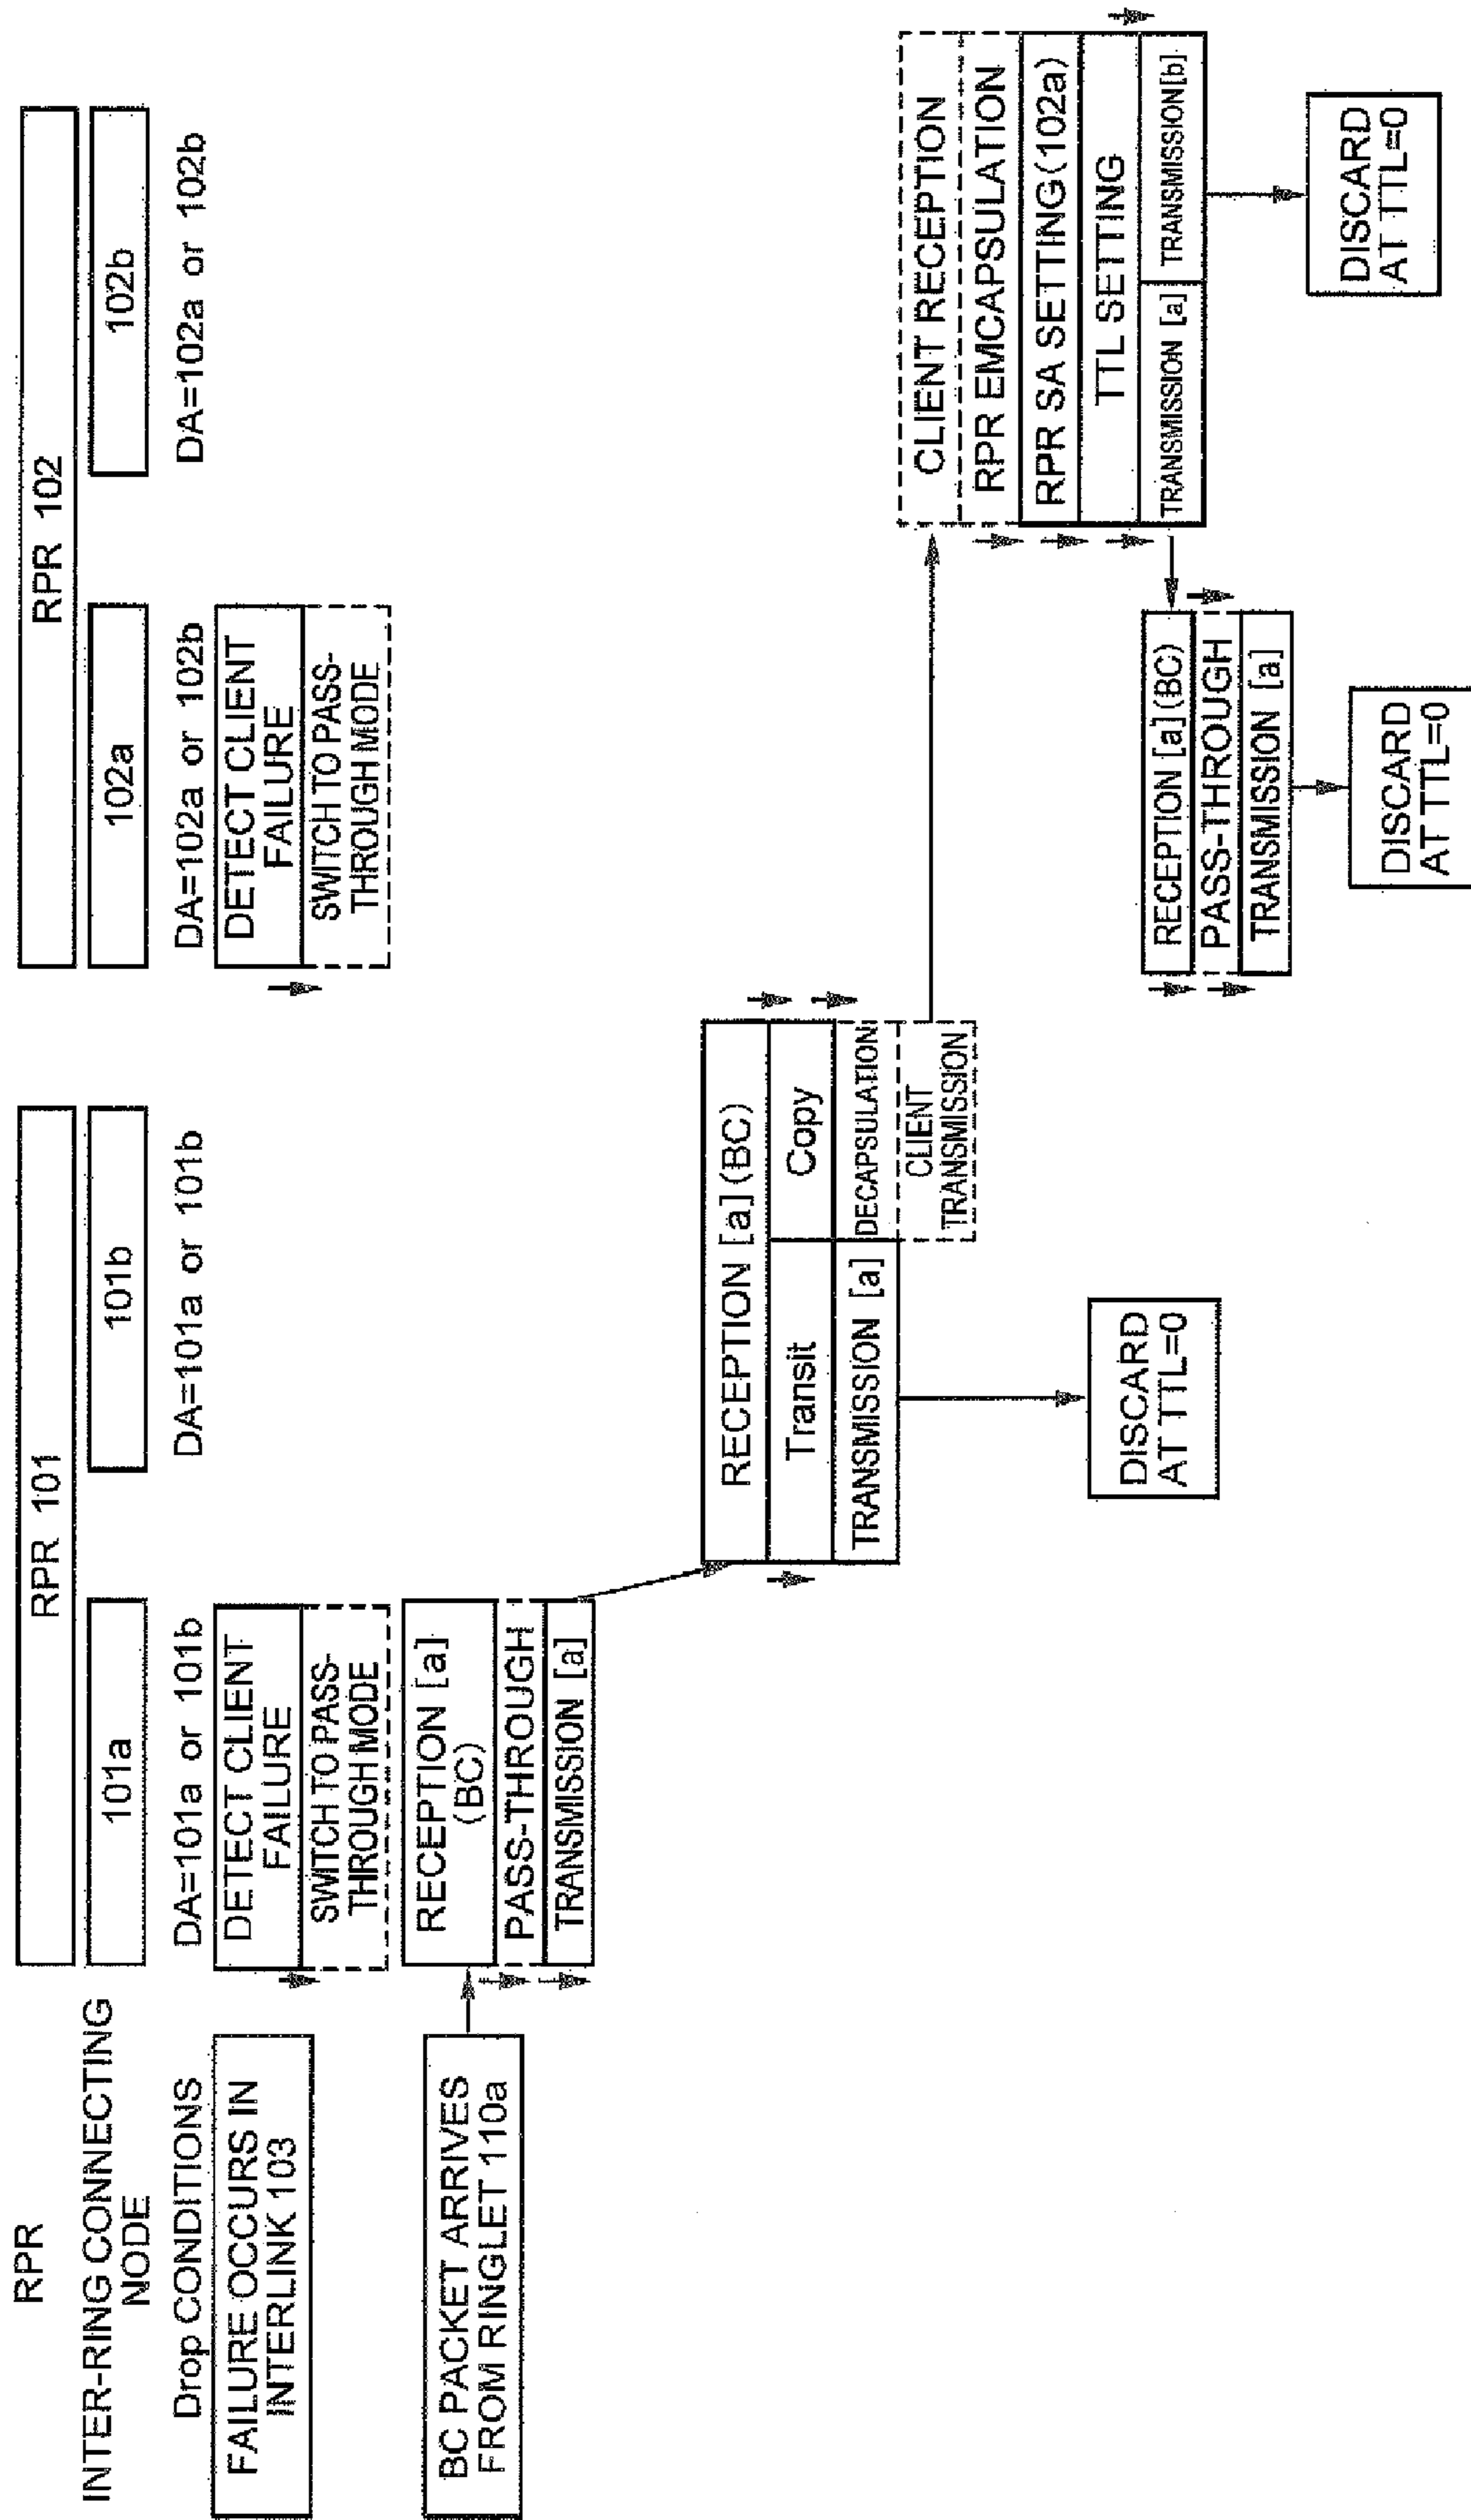 RPR
RPR 101
RPR 102
INTER-RING CONNECTING
NODE
101a
101b
102a
102b
Drop CONDITIONS
DA=101a or 101b
DA=101a or 101b
DA=102a or 102b
DA=102a or 102b
FAILURE OCCURS IN
INTERLINK 103
DETECT CLIENT
FAILURE
SWITCH TO PASS-
THROUGH MODE
DETECT CLIENT
FAILURE
SWITCH TO PASS-
THROUGH MODE
BC PACKET ARRIVES
FROM RINGLET 110a
RECEPTION [a]
(BC)
PASS-THROUGH
TRANSMISSION [a]
RECEPTION [a](BC)
Transit
Copy
TRANSMISSION [a]
DECAPSULATION
CLIENT
TRANSMISSION
DISCARD
AT TTL=0
CLIENT RECEPTION
RPR EMCAPSULATION
RPR SA SETTING(102a)
TTL SETTING
TRANSMISSION [a]
TRANSMISSION[b]
RECEPTION [a](BC)
PASS-THROUGH
TRANSMISSION [a]
DISCARD
AT TTL=0
DISCARD
AT TTL=0